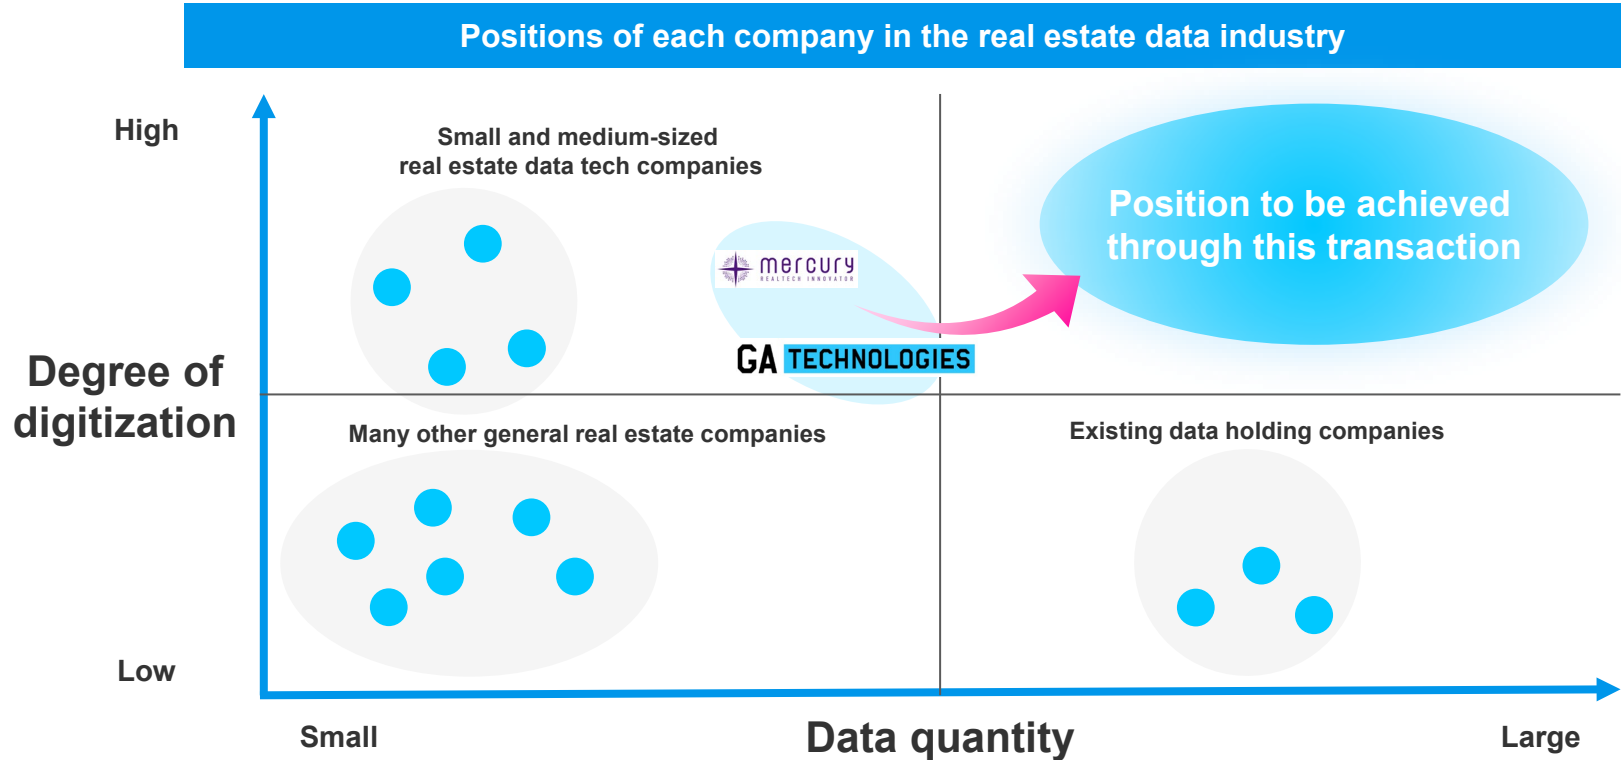 Positions of each company in the real estate data industry
High
Small and medium-sized
real estate data tech companies
Position to be achieved
through this transaction
mercury
REALTECH INNOVATOR
GA TECHNOLOGIES
Degree of
digitization
Many other general real estate companies
Existing data holding companies
Low
Small
Data quantity
Large